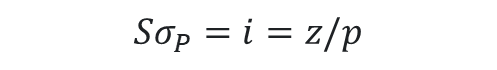 Sσ_P = i = z/p